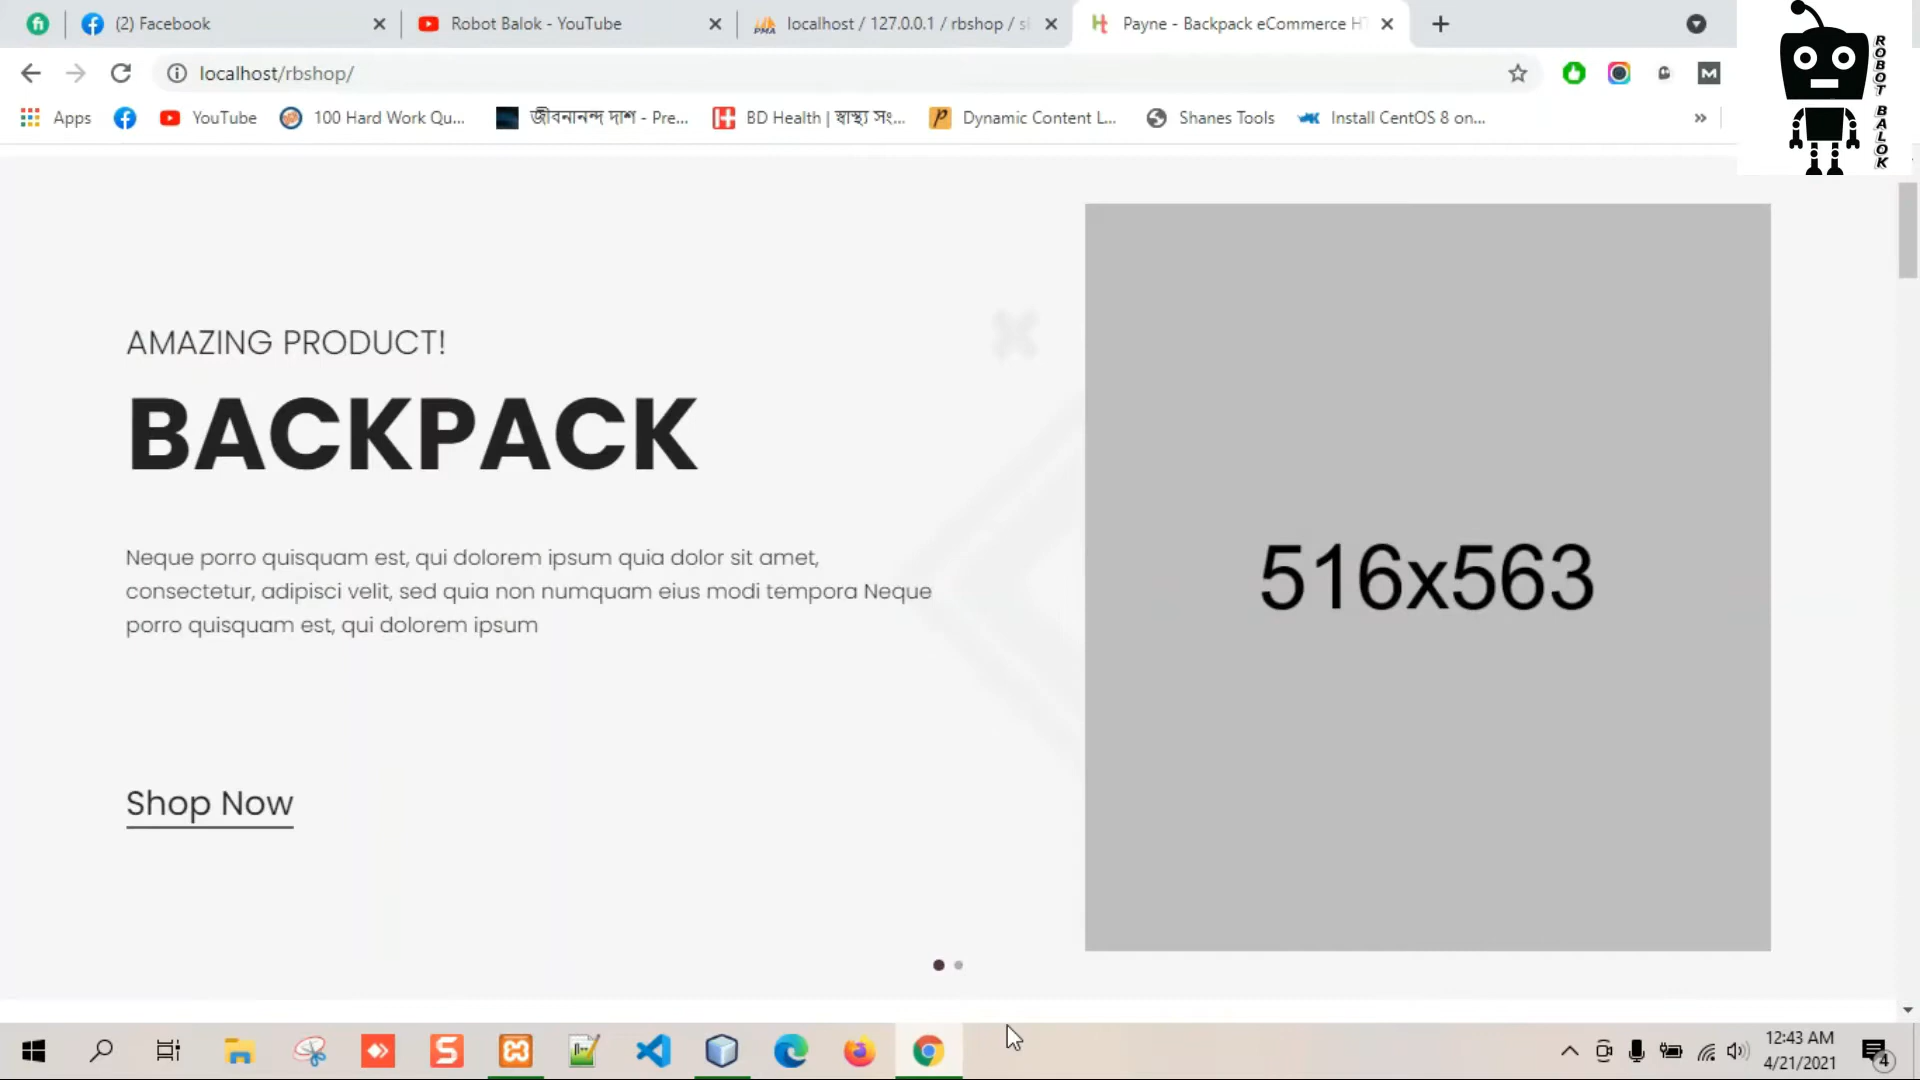 (2) Facebook
Robot Balok - YouTube
localhost / 127.0.0.1 / rbshop / s
Payne - Backpack eCommerce H
localhost/rbshop/
Apps
YouTube
100 Hard Work Qu...
জীবনানন্দ দাশ - Pre...
BD Health | স্বাস্থ্য সং...
Dynamic Content L...
Shanes Tools
Install CentOS 8 on...
ROBOT BALOK
AMAZING PRODUCT!
BACKPACK
Neque porro quisquam est, qui dolorem ipsum quia dolor sit amet,
consectetur, adipisci velit, sed quia non numquam eius modi tempora Neque
porro quisquam est, qui dolorem ipsum
516x563
Shop Now
12:43 AM
4/21/2021
4